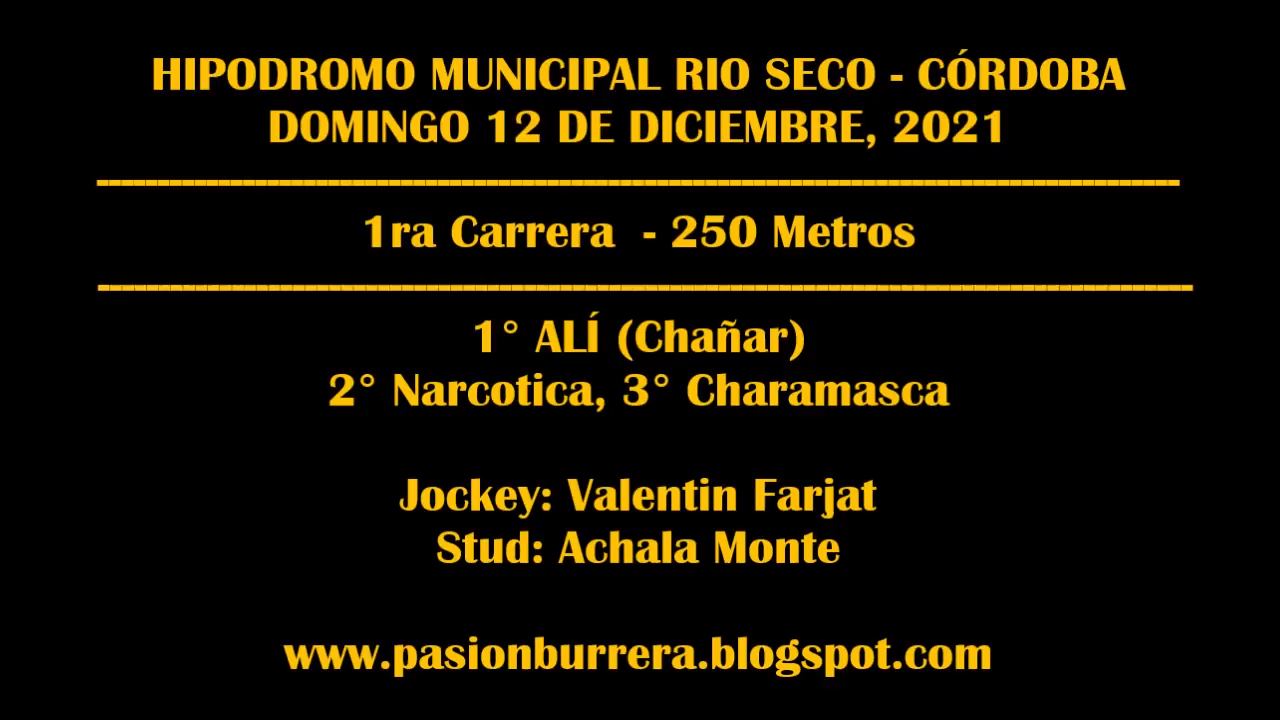 HIPODROMO MUNICIPAL RIO SECO - CÓRDOBA
DOMINGO 12 DE DICIEMBRE, 2021
1ra Carrera - 250 Metros
1° ALÍ (Chañar)
2° Narcotica, 3° Charamasca
Jockey: Valentin Farjat
Stud: Achala Monte
www.pasionburrera.blogspot.com